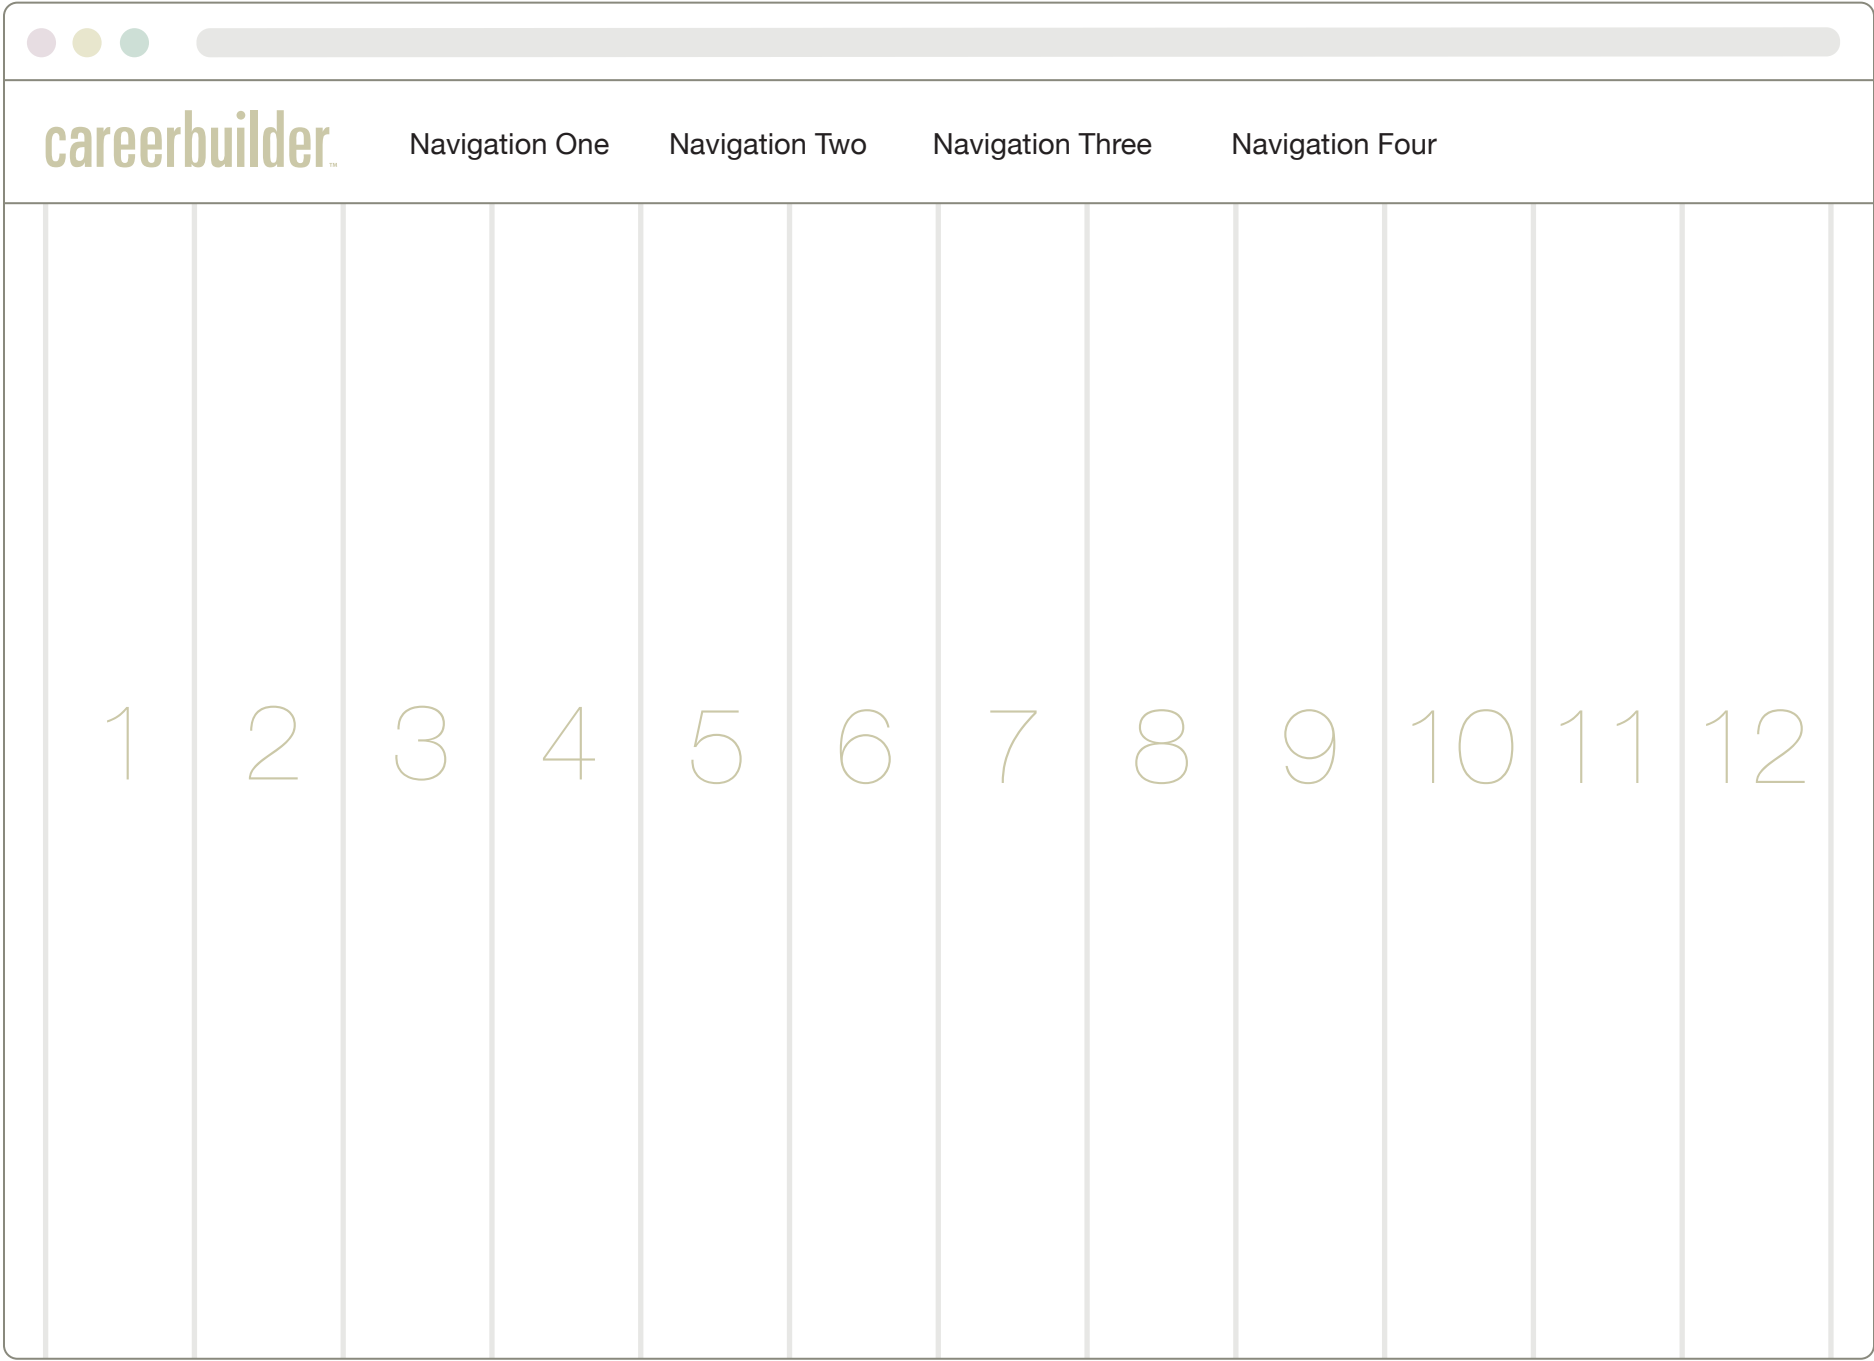 careerbuilder™ Navigation One Navigation Two Navigation Three Navigation Four
1 2 3 4 5 6 7 8 9 10 11 12